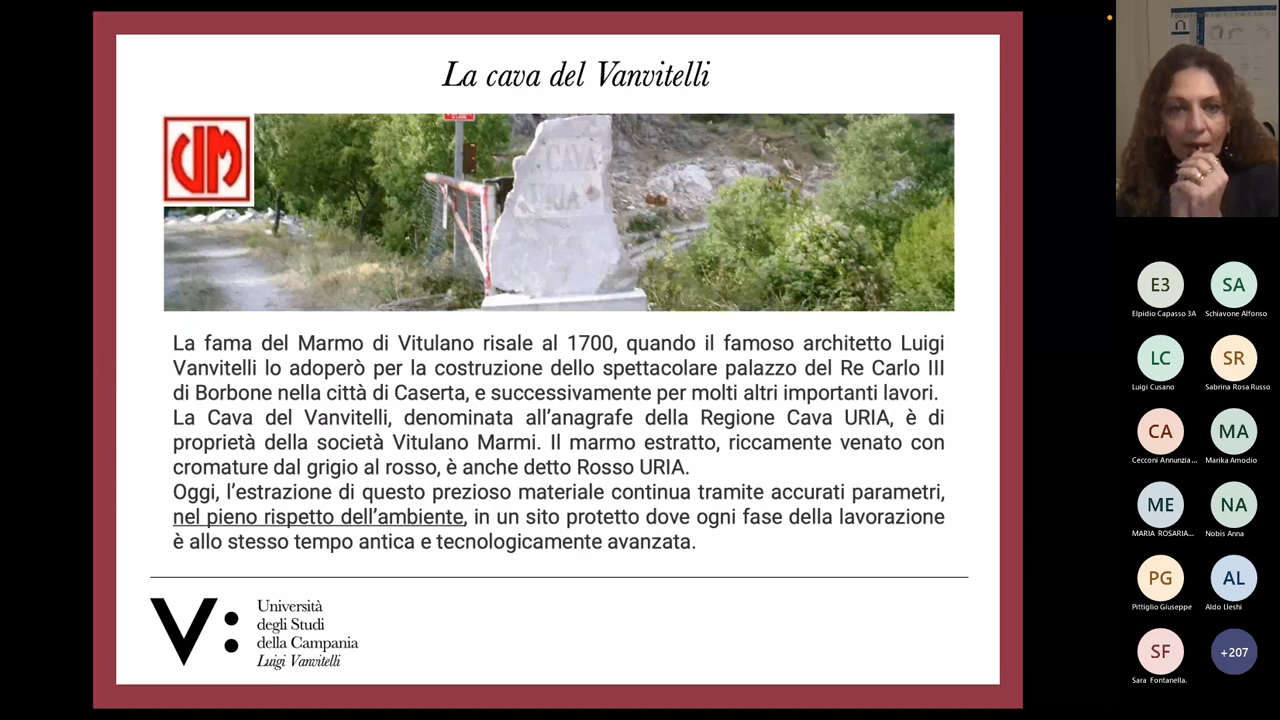 La cava del Vanvitelli
CAVA
URIA
La fama del Marmo di Vitulano risale al 1700, quando il famoso architetto Luigi
Vanvitelli lo adoperò per la costruzione dello spettacolare palazzo del Re Carlo III
di Borbone nella città di Caserta, e successivamente per molti altri importanti lavori.
La Cava del Vanvitelli, denominata all’anagrafe della Regione Cava URIA, è di
proprietà della società Vitulano Marmi. Il marmo estratto, riccamente venato con
cromature dal grigio al rosso, è anche detto Rosso URIA.
Oggi, l’estrazione di questo prezioso materiale continua tramite accurati parametri,
nel pieno rispetto dell’ambiente, in un sito protetto dove ogni fase della lavorazione
è allo stesso tempo antica e tecnologicamente avanzata.
V:
Università
degli Studi
della Campania
Luigi Vanvitelli
E3
Elpidio Capasso 3A
SA
Schiavone Alfonso
LC
Luigi Cusano
SR
Sabrina Rosa Russo
CA
Cecconi Annunzia...
MA
Marika Amodio
ME
MARIA ROSARIA...
NA
Nobis Anna
PG
Pittiglio Giuseppe
AL
Aldo Lleshi
SF
Sara Fontanella.
+207